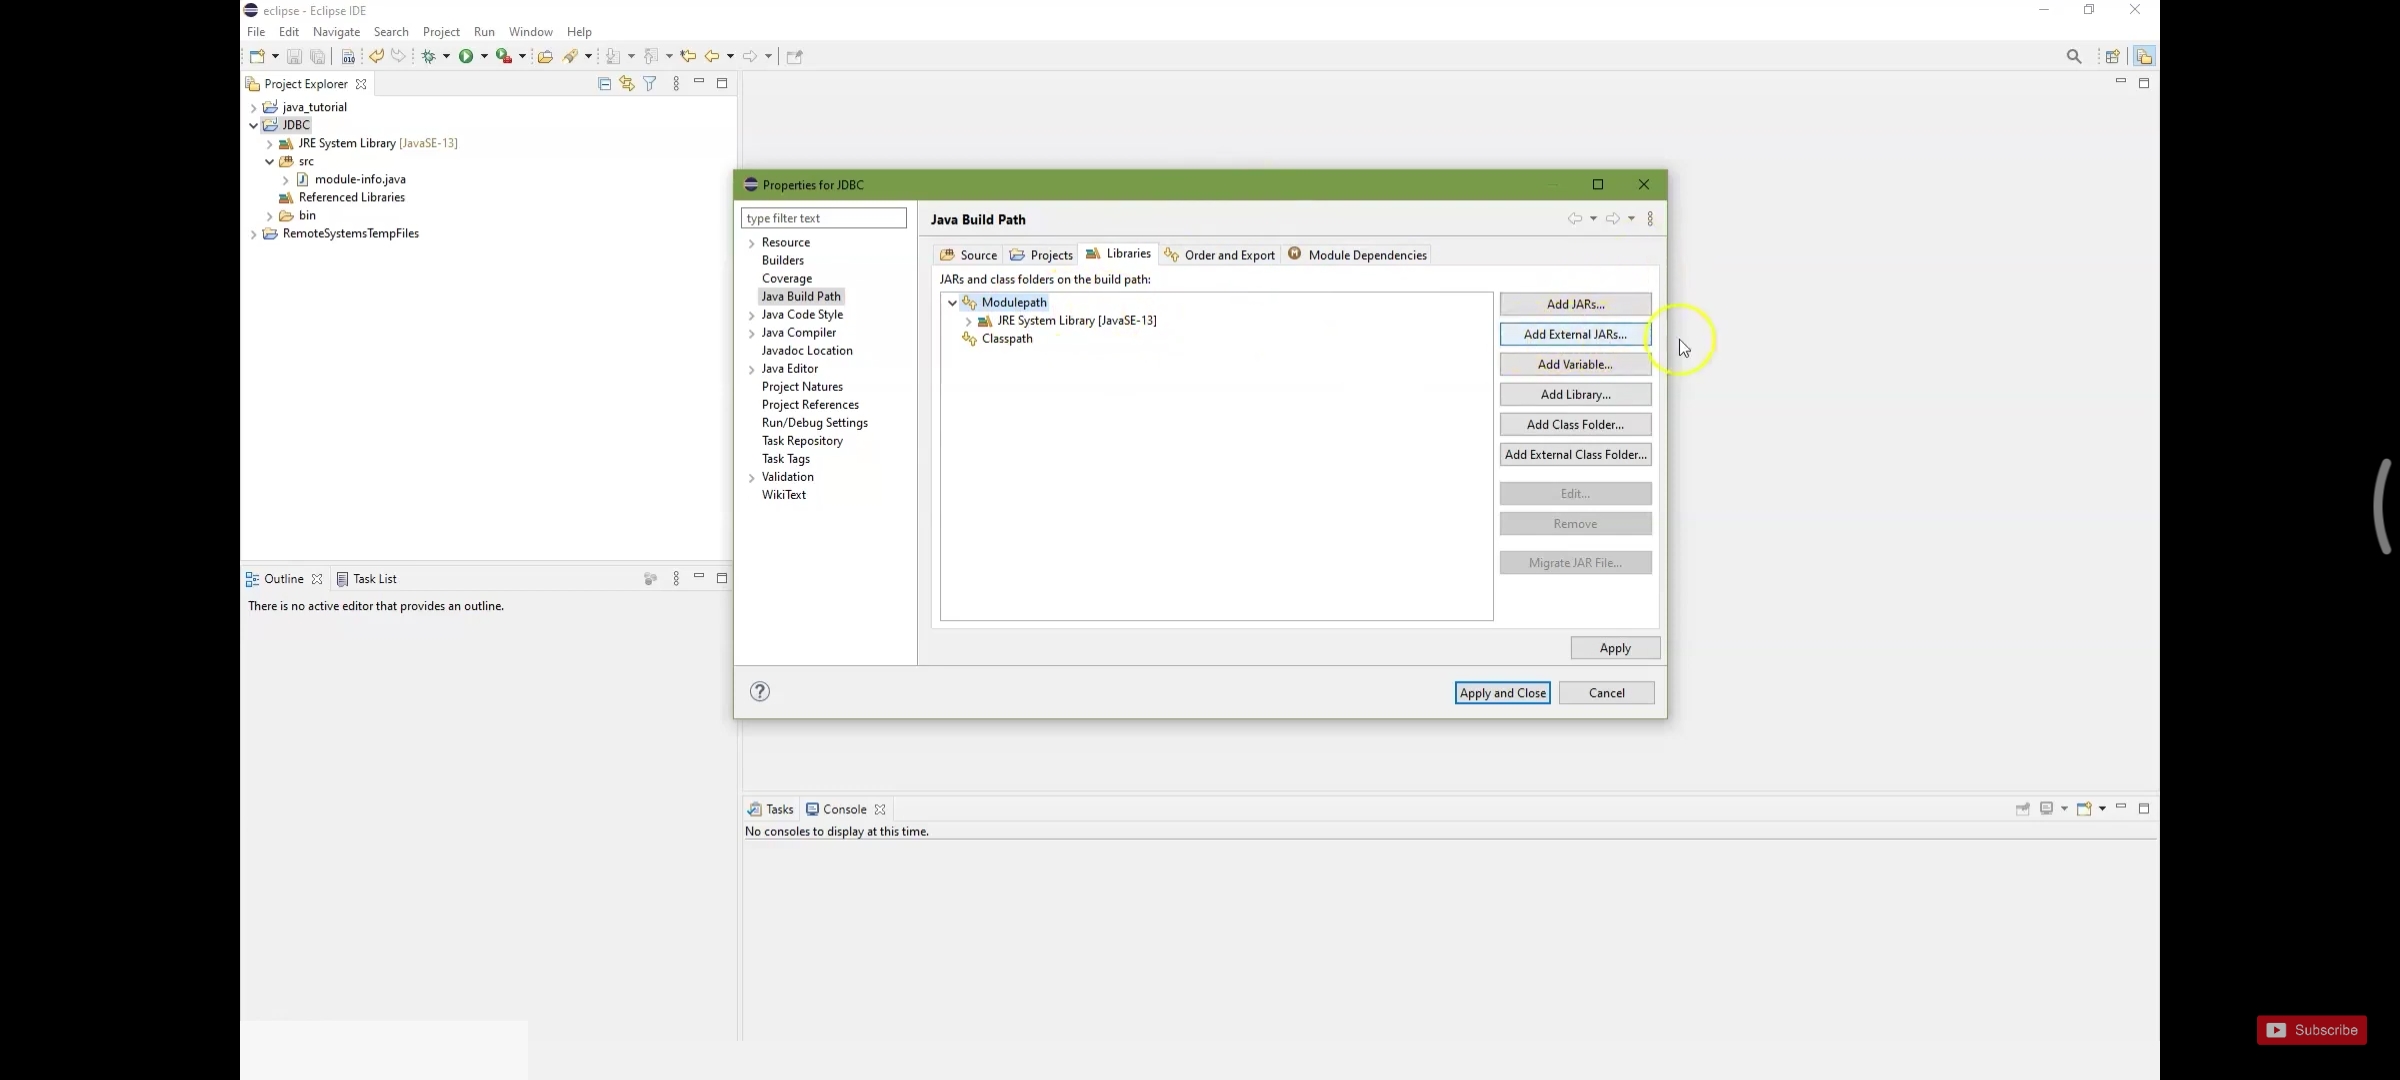 eclipse - Eclipse IDE
File Edit Navigate Search Project Run Window Help
Project Explorer
java_tutorial
JDBC
JRE System Library [JavaSE-13]
src
module-info.java
Referenced Libraries
bin
RemoteSystemsTempFiles
Properties for JDBC
type filter text
Resource
Builders
Coverage
Java Build Path
Java Code Style
Java Compiler
Javadoc Location
Java Editor
Project Natures
Project References
Run/Debug Settings
Task Repository
Task Tags
Validation
WikiText
Java Build Path
Source Projects Libraries Order and Export Module Dependencies
JARs and class folders on the build path:
Modulepath
JRE System Library [JavaSE-13]
Classpath
Add JARs...
Add External JARs...
Add Variable...
Add Library...
Add Class Folder...
Add External Class Folder...
Edit...
Remove
Migrate JAR File...
Apply
Apply and Close Cancel
Outline Task List
There is no active editor that provides an outline.
Tasks Console
No consoles to display at this time.
Subscribe